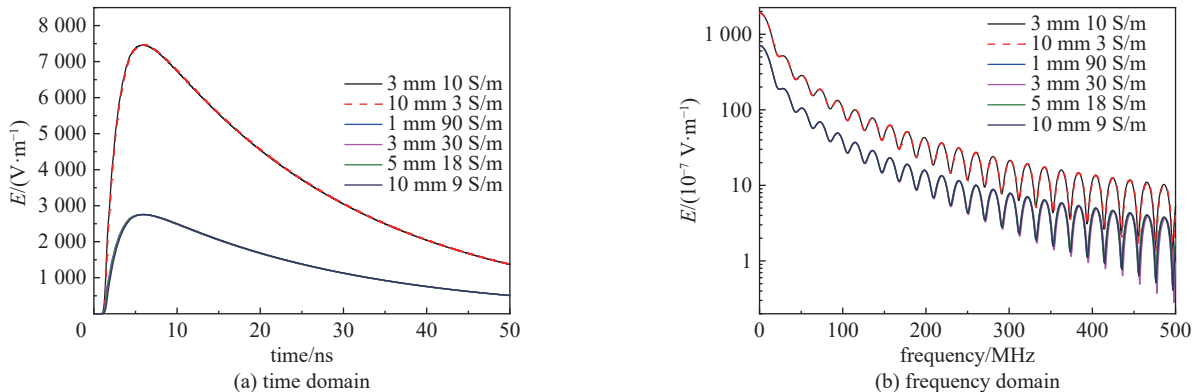 8 000
7 000
6 000
5 000
4 000
3 000
2 000
1 000
E/(V·m⁻¹)
3 mm 10 S/m
10 mm 3 S/m
1 mm 90 S/m
3 mm 30 S/m
5 mm 18 S/m
10 mm 9 S/m
0 10 20 30 40 50
time/ns
(a) time domain
1 000
100
10
1
E/(10⁻⁷ V·m⁻¹)
3 mm 10 S/m
10 mm 3 S/m
1 mm 90 S/m
3 mm 30 S/m
5 mm 18 S/m
10 mm 9 S/m
0 100 200 300 400 500
frequency/MHz
(b) frequency domain